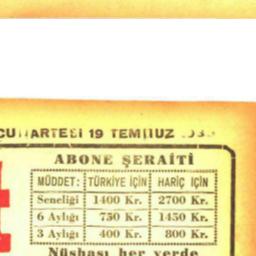 CUMARTESİ 19 TEMMUZ
ABONE ŞERAİTİ
MÜDDET: TÜRKİYE İÇİN HARİÇ İÇİN
Seneliği 1400 Kr. 2700 Kr.
6 Aylığı 750 Kr. 1450 Kr.
3 Aylığı 400 Kr. 800 Kr.
Nüshası her yerde